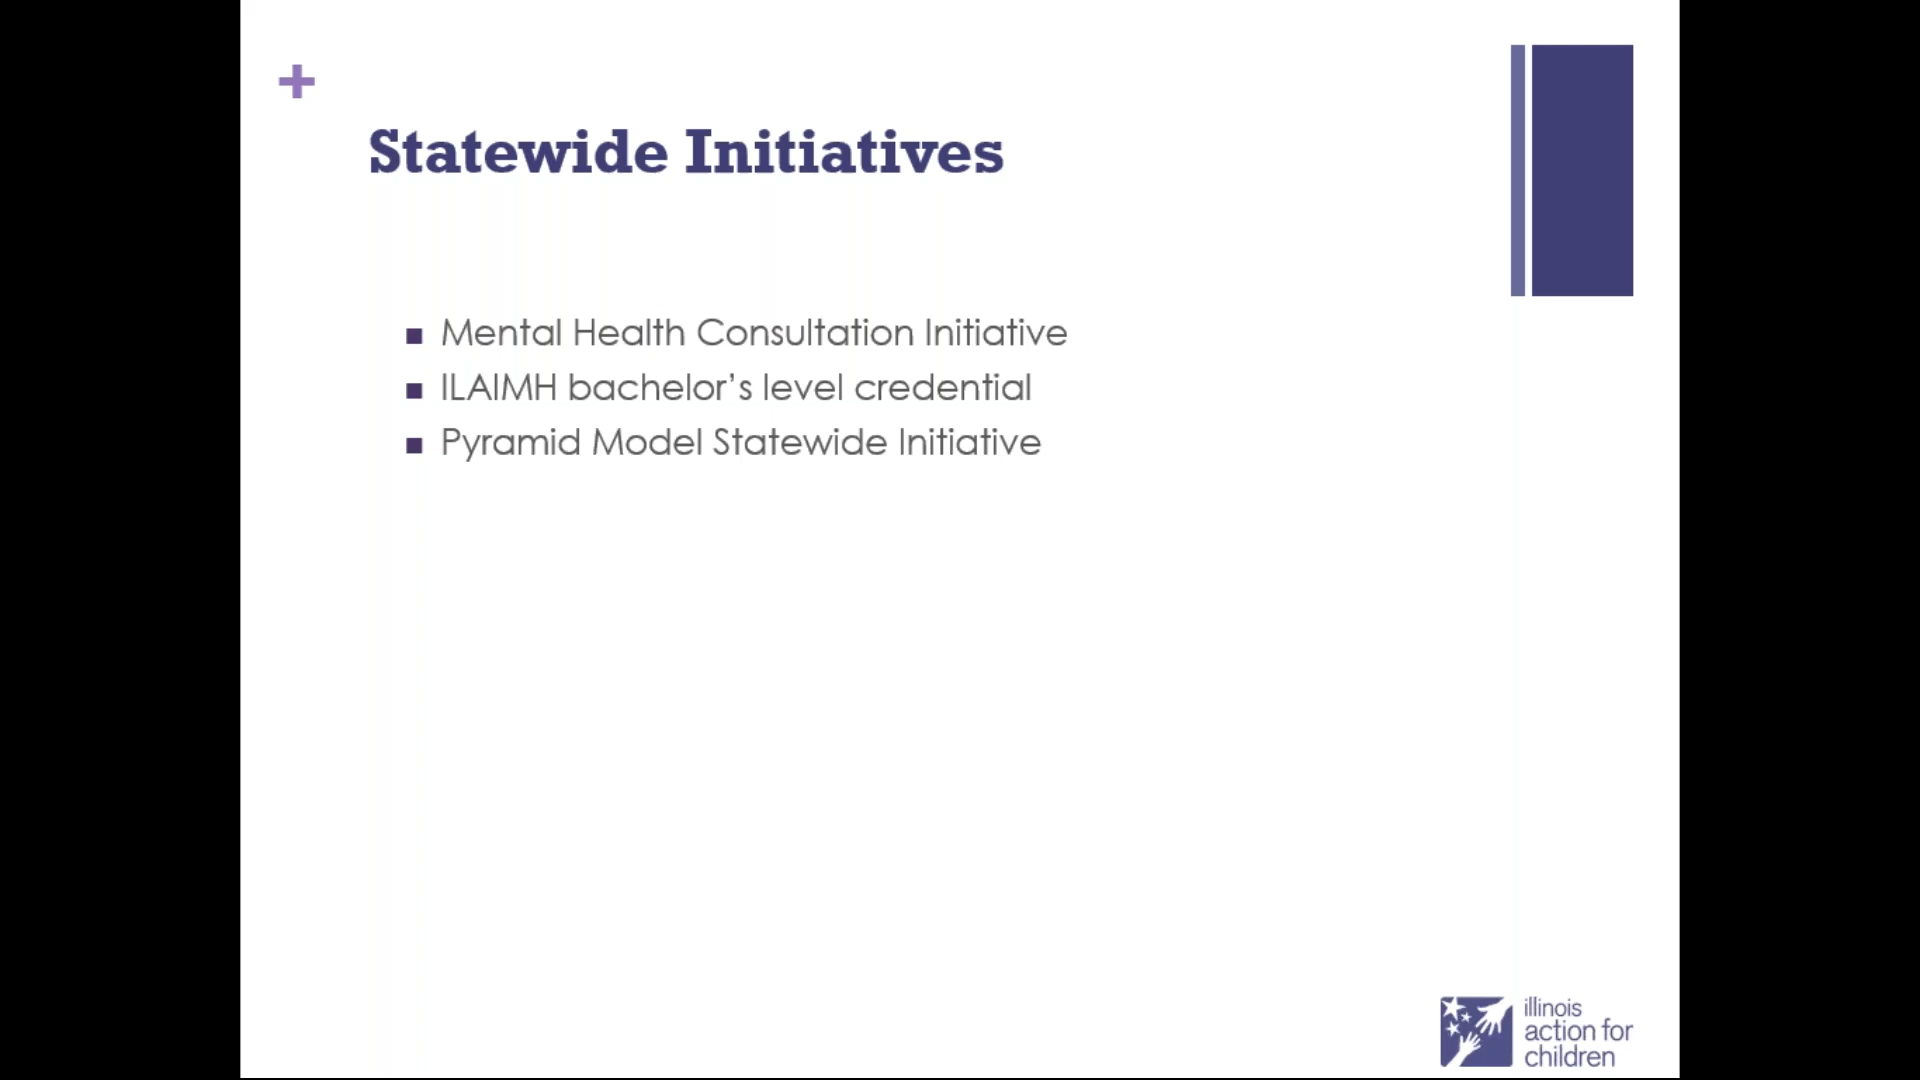 +
Statewide Initiatives
■ Mental Health Consultation Initiative
■ ILAIMH bachelor’s level credential
■ Pyramid Model Statewide Initiative
illinois
action for
children